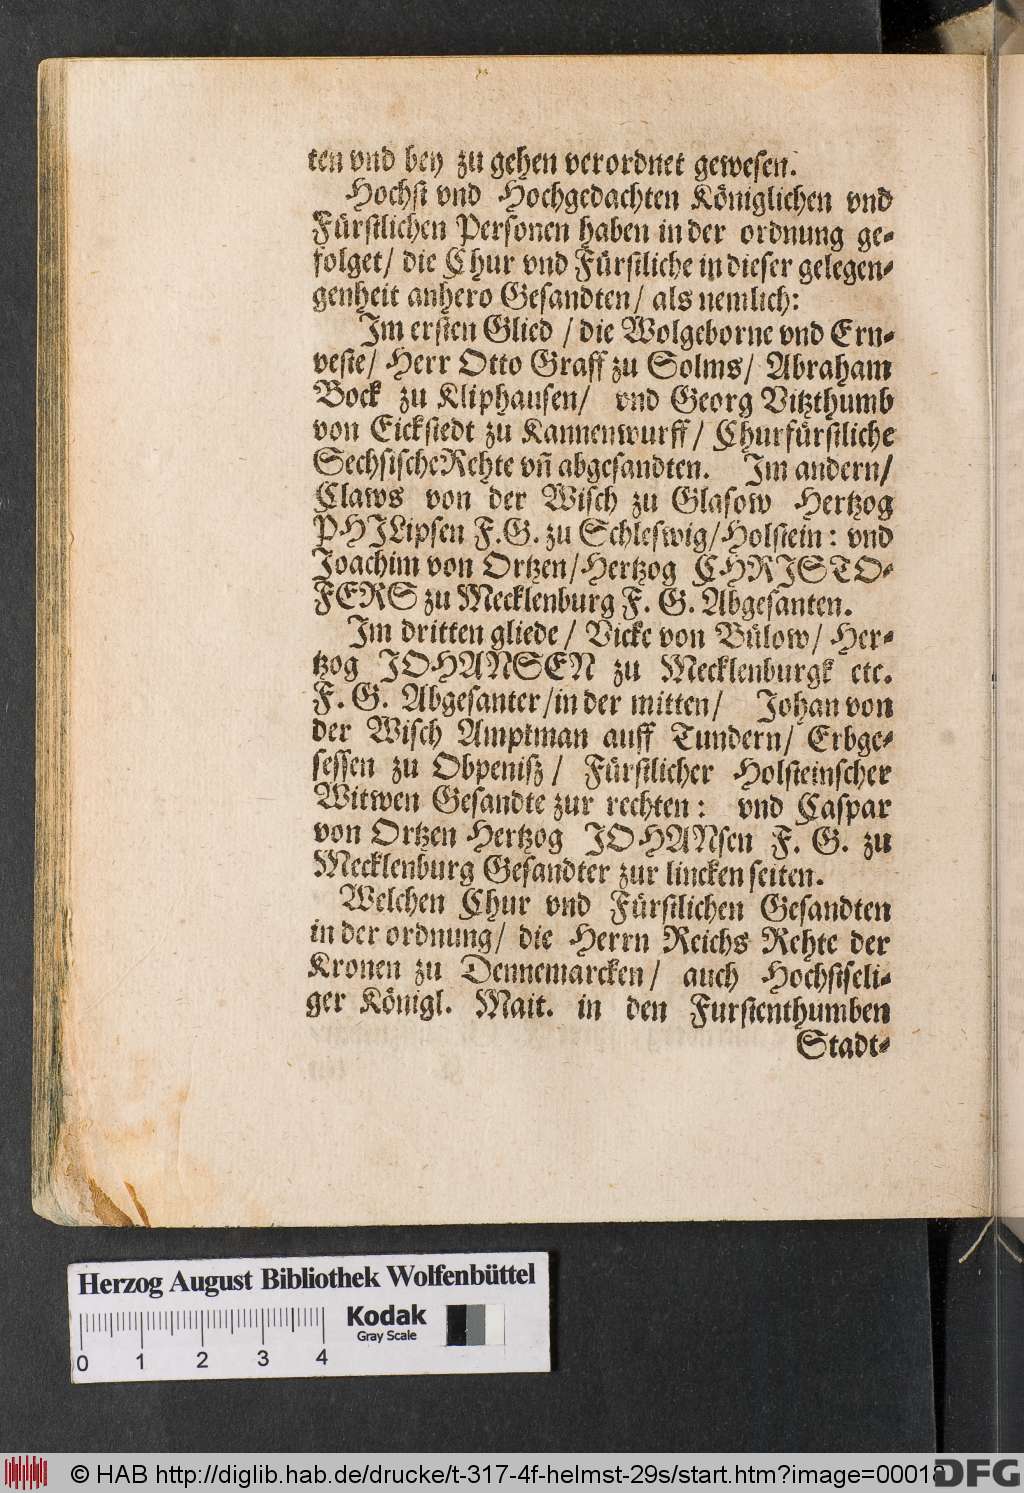 ten vnd bey zu gehen verordnet gewesen.
Höchst vnd Hochgedachten Königlichen vnd
Fürstlichen Personen haben in der ordnung ge-
folget/ die Chur vnd Fürstliche in dieser gelegen-
genheit anhero Gesandten/ als nemlich:
Im ersten Glied / die Wolgeborne vnd Ern-
veste/ Herr Otto Graff zu Solms/ Abraham
Bock zu Kliphausen/ vnd Georg Vitzthumb
von Eickstedt zu Kannenwurff/ Churfürstliche
SechsischeRehte vñ abgesandten. Im andern/
Claws von der Wisch zu Glasow Hertzog
PHILipsen F.G. zu Schleswig/Holstein: vnd
Joachim von Ortzen/Hertzog CHRISTO-
FERS zu Mecklenburg F. G. Abgesanten.
Im dritten gliede / Vicke von Bülow/ Her-
tzog JOHANSEN zu Mecklenburgk etc.
F. G. Abgesanter/in der mitten/ Johan von
der Wisch Amptman auff Tundern/ Erbge-
sessen zu Obpenisz / Fürstlicher Holsteinscher
Witwen Gesandte zur rechten: vnd Caspar
von Ortzen Hertzog JOHANsen F. G. zu
Mecklenburg Gesandter zur lincken seiten.
Welchen Chur vnd Fürstlichen Gesandten
in der ordnung/ die Herrn Reichs Rehte der
Kronen zu Dennemarcken/ auch Hochstseli-
ger Königl. Mait. in den Furstenthumben
Stadt-
Herzog August Bibliothek Wolfenbüttel
Kodak
Gray Scale
0 1 2 3 4
© HAB http://diglib.hab.de/drucke/t-317-4f-helmst-29s/start.htm?image=00018
DFG